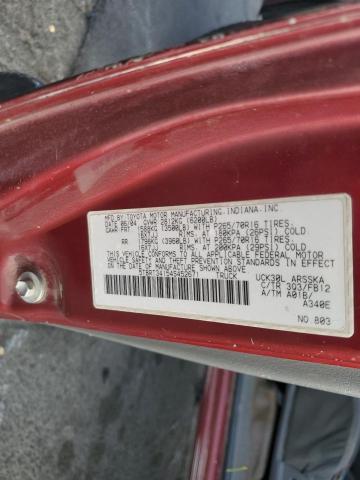 MFD.BY:TOYOTA MOTOR MANUFACTURING,INDIANA,INC.
DATE: 06/04 GVWR 2812KG (6200LB)
GAWR FRT 1588KG (3500LB) WITH P265/70R16 TIRES,
16X7JJ RIMS, AT 180KPA (26PSI) COLD
RR 1796KG (3960LB) WITH P265/70R16 TIRES,
16X7JJ RIMS, AT 200KPA (29PSI) COLD
THIS VEHICLE CONFORMS TO ALL APPLICABLE FEDERAL MOTOR
VEHICLE SAFETY, BUMPER, AND THEFT PREVENTION STANDARDS IN EFFECT
ON THE DATE OF MANUFACTURE SHOWN ABOVE.
TRUCK
UCK30L ARSSKA
C/TR 3Q3/FB12
A/TM A01B/
A340E
NO.803